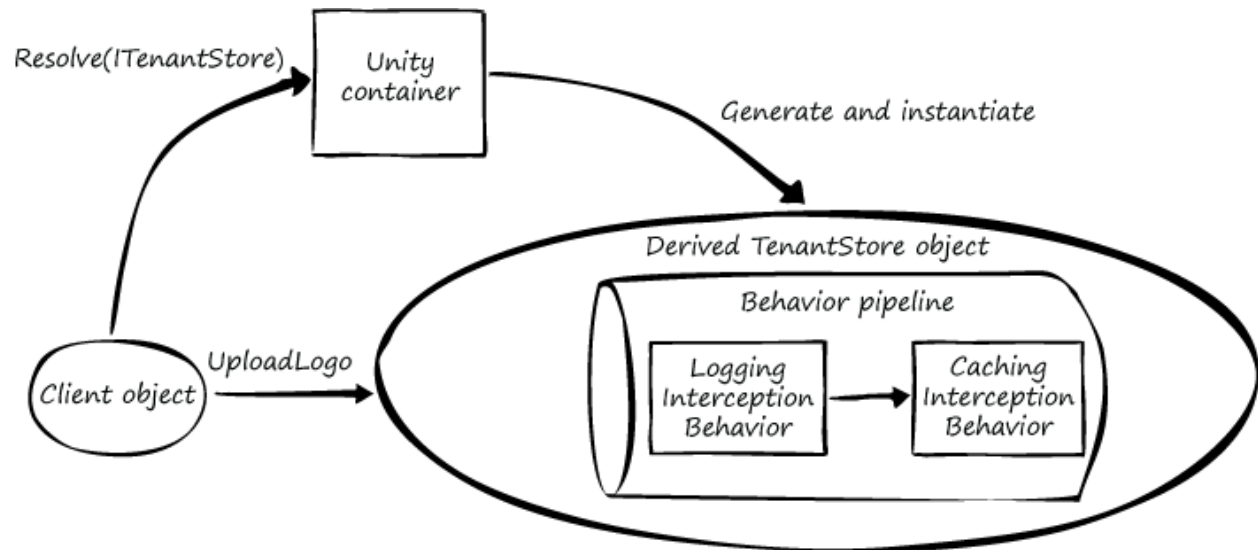 Resolve(ITenantStore)
Unity
container
Generate and instantiate
Derived TenantStore object
Behavior pipeline
UploadLogo
Client object
Logging
Interception
Behavior
Caching
Interception
Behavior